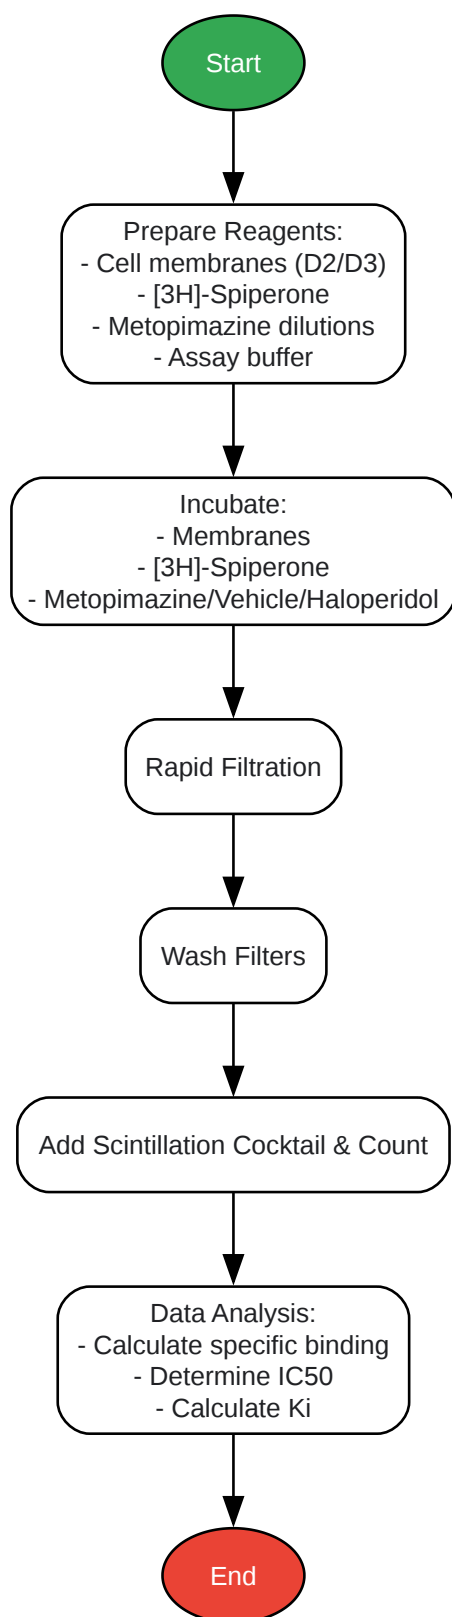 Start
Prepare Reagents:
- Cell membranes (D2/D3)
- [3H]-Spiperone
- Metopimazine dilutions
- Assay buffer
Incubate:
- Membranes
- [3H]-Spiperone
- Metopimazine/Vehicle/Haloperidol
Rapid Filtration
Wash Filters
Add Scintillation Cocktail & Count
Data Analysis:
- Calculate specific binding
- Determine IC50
- Calculate Ki
End